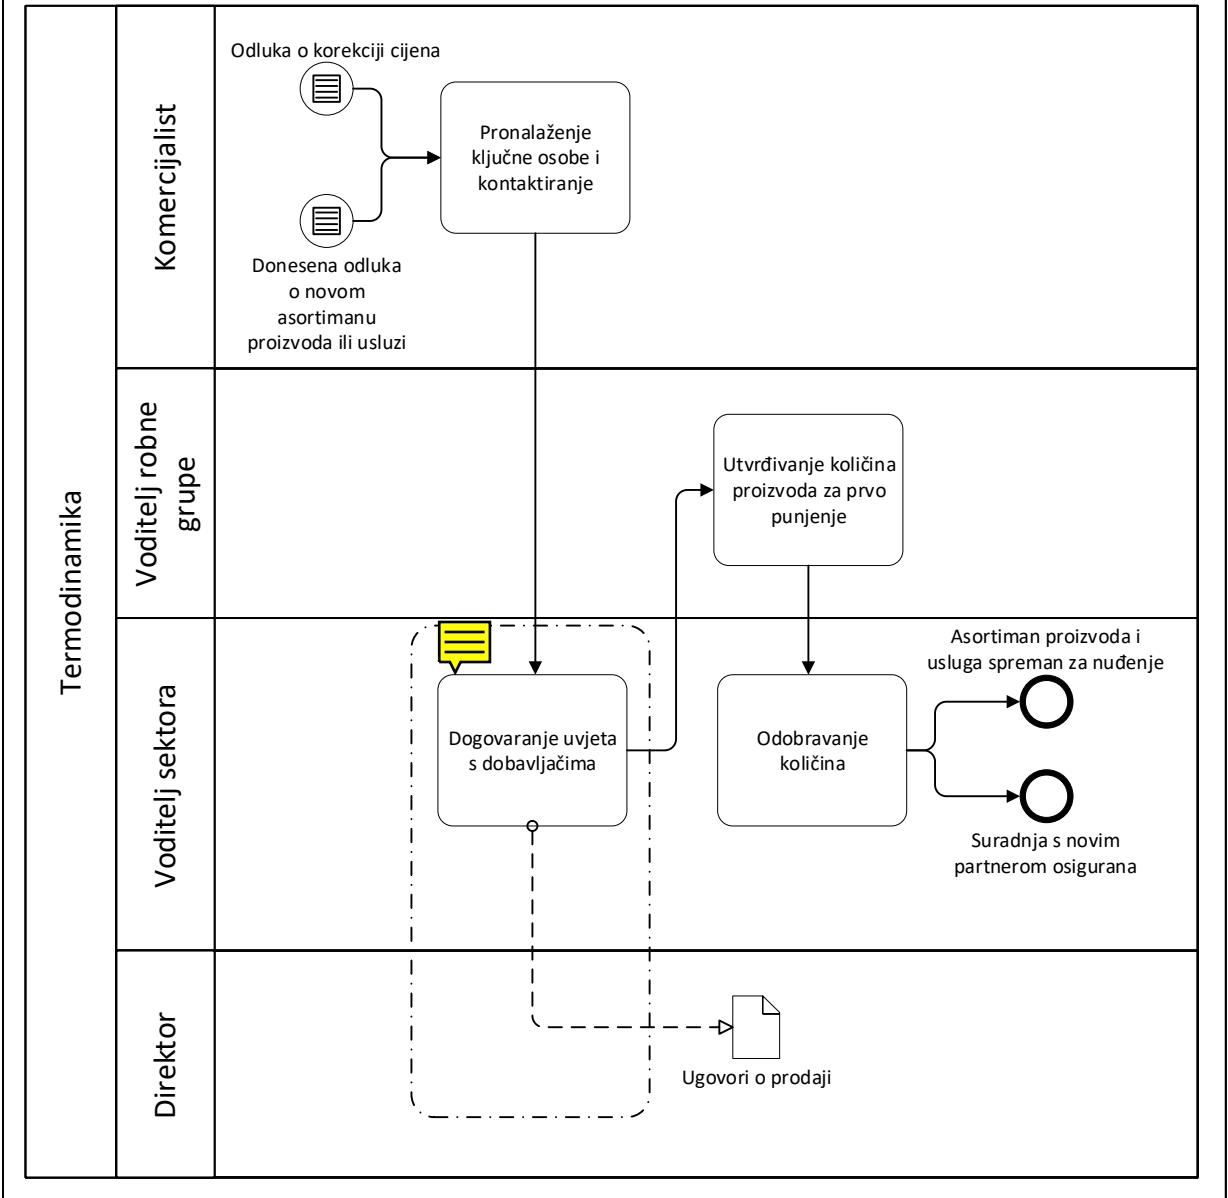 Termodinamika
Komercijalist
Odluka o korekciji cijena
Pronalaženje
ključne osobe i
kontaktiranje
Donesena odluka
o novom
asortimanu
proizvoda ili usluzi
Voditelj robne
grupe
Utvrđivanje količina
proizvoda za prvo
punjenje
Voditelj sektora
Dogovaranje uvjeta
s dobavljačima
Odobravanje
količina
Asortiman proizvoda i
usluga spreman za nuđenje
Suradnja s novim
partnerom osigurana
Direktor
Ugovori o prodaji